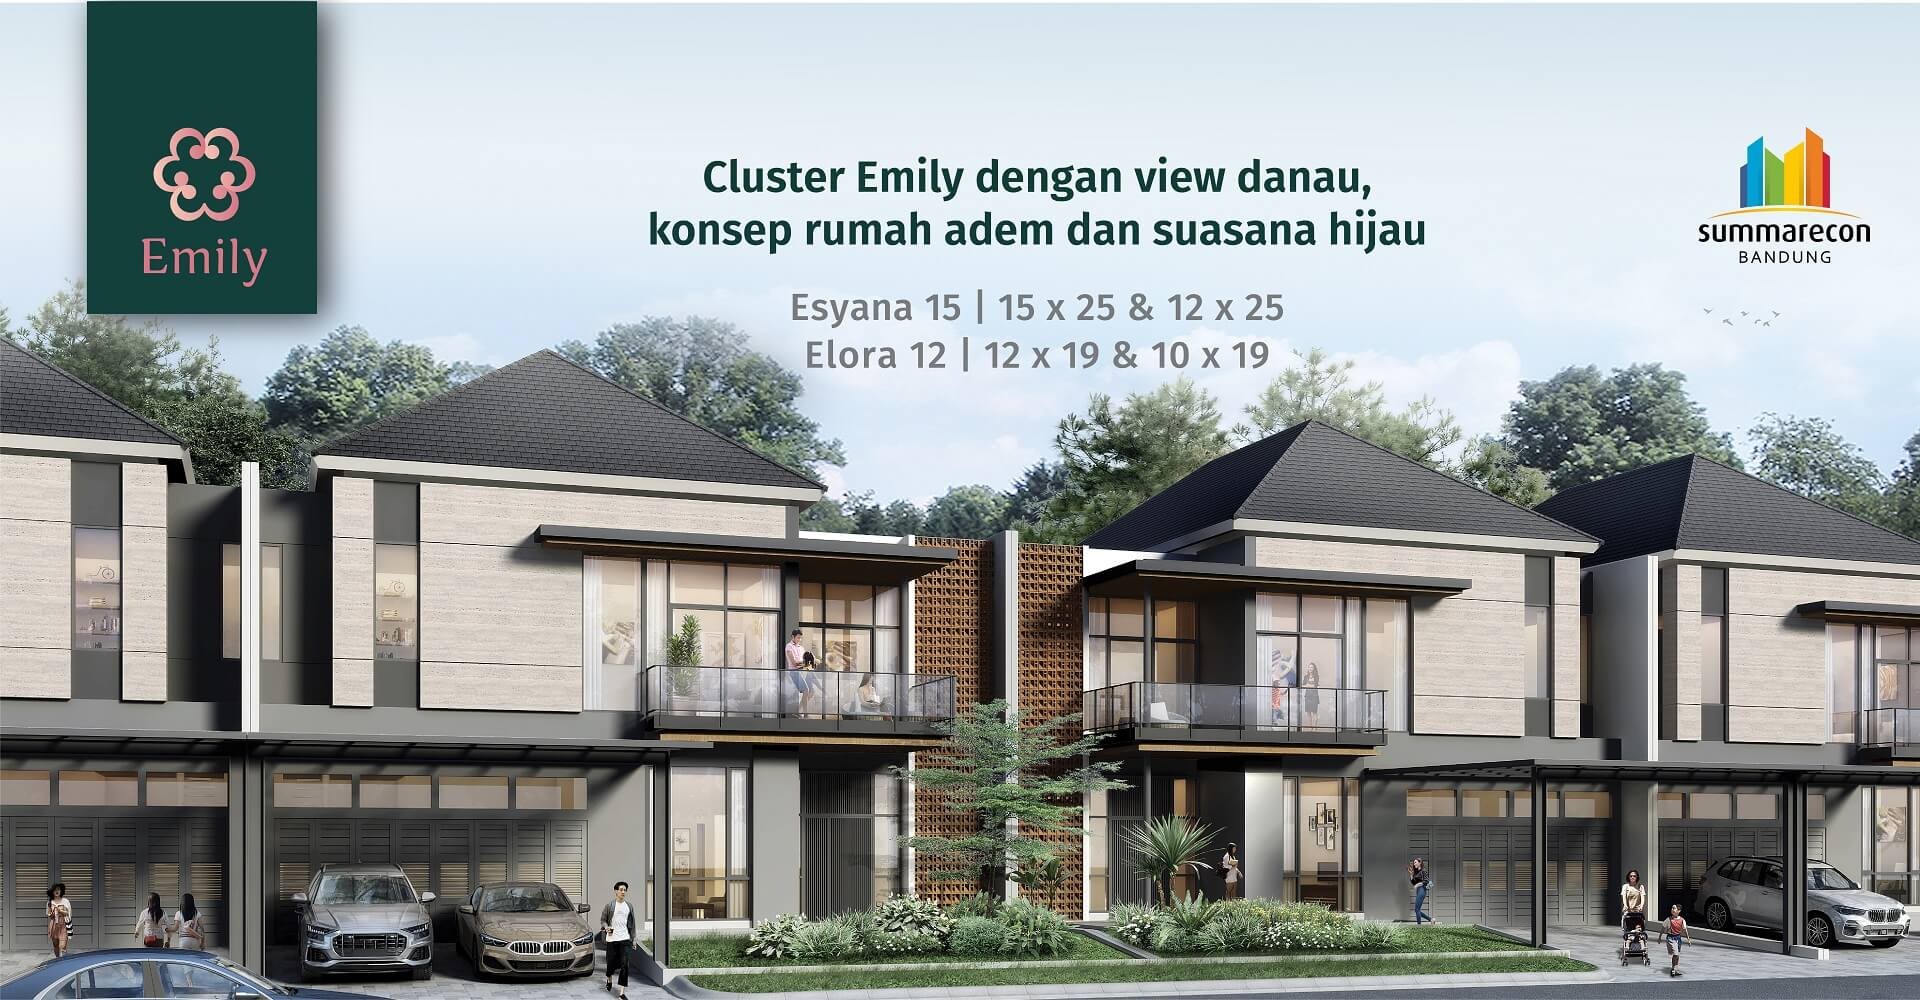 Emily
Cluster Emily dengan view danau,
konsep rumah adem dan suasana hijau
Esyana 15 | 15 x 25 & 12 x 25
Elora 12 | 12 x 19 & 10 x 19
summarecon
BANDUNG